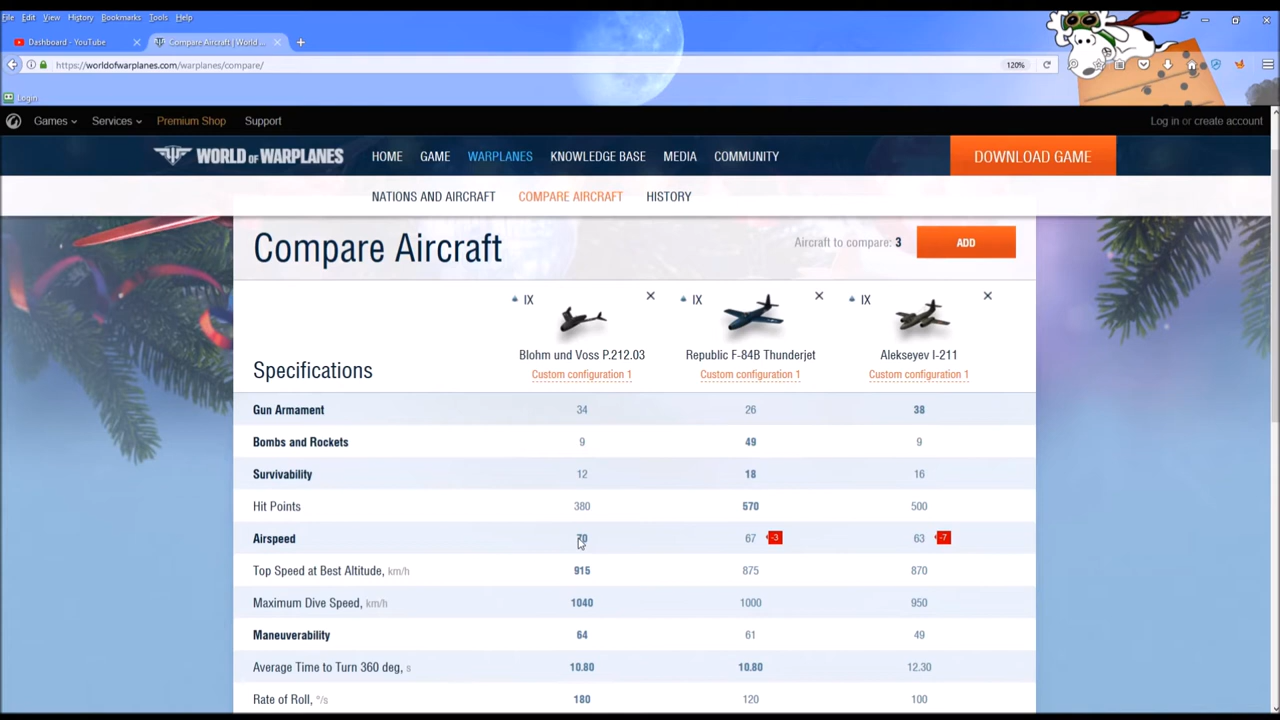 File Edit View History Bookmarks Tools Help
Dashboard - YouTube
Compare Aircraft | World ...
https://worldofwarplanes.com/warplanes/compare/ 120%
Login
Games Services Premium Shop Support Log in or create account
WORLD OF WARPLANES HOME GAME WARPLANES KNOWLEDGE BASE MEDIA COMMUNITY DOWNLOAD GAME
NATIONS AND AIRCRAFT COMPARE AIRCRAFT HISTORY
Compare Aircraft Aircraft to compare: 3 ADD
IX IX IX
Blohm und Voss P.212.03 Republic F-84B Thunderjet Alekseyev I-211
Specifications Custom configuration 1 Custom configuration 1 Custom configuration 1
Gun Armament 34 26 38
Bombs and Rockets 9 49 9
Survivability 12 18 16
Hit Points 380 570 500
Airspeed 70 67 -3 63 -7
Top Speed at Best Altitude, km/h 915 875 870
Maximum Dive Speed, km/h 1040 1000 950
Maneuverability 64 61 49
Average Time to Turn 360 deg, s 10.80 10.80 12.30
Rate of Roll, °/s 180 120 100